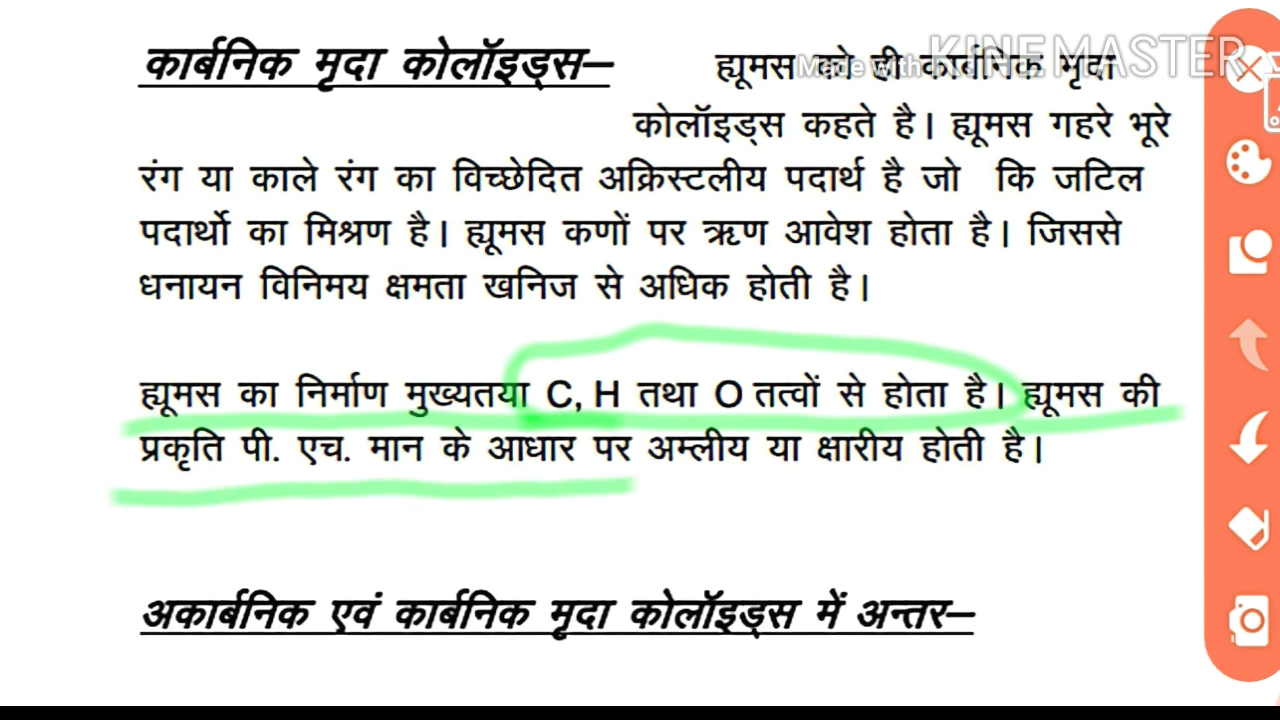 कार्बनिक मृदा कोलॉइड्स— ह्यूमस को ही कार्बनिक मृदा
Made with KINEMASTER
कोलॉइड्स कहते है। ह्यूमस गहरे भूरे
रंग या काले रंग का विच्छेदित अक्रिस्टलीय पदार्थ है जो कि जटिल
पदार्थो का मिश्रण है। ह्यूमस कणों पर ऋण आवेश होता है। जिससे
धनायन विनिमय क्षमता खनिज से अधिक होती है।
ह्यूमस का निर्माण मुख्यतया C, H तथा O तत्वों से होता है। ह्यूमस की
प्रकृति पी. एच. मान के आधार पर अम्लीय या क्षारीय होती है।
अकार्बनिक एवं कार्बनिक मृदा कोलॉइड्स में अन्तर—